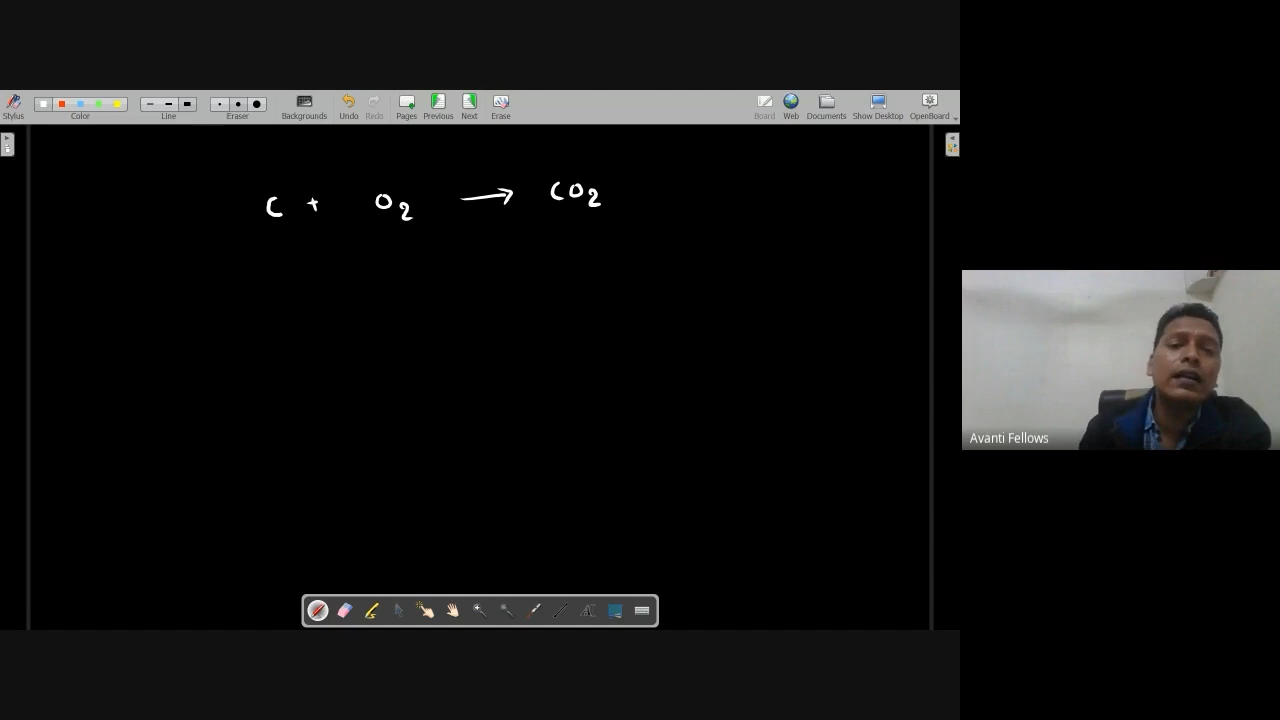 Stylus Color Line Eraser Backgrounds Undo Redo Pages Previous Next Erase Board Web Documents Show Desktop OpenBoard
C + O2 → CO2
Avanti Fellows